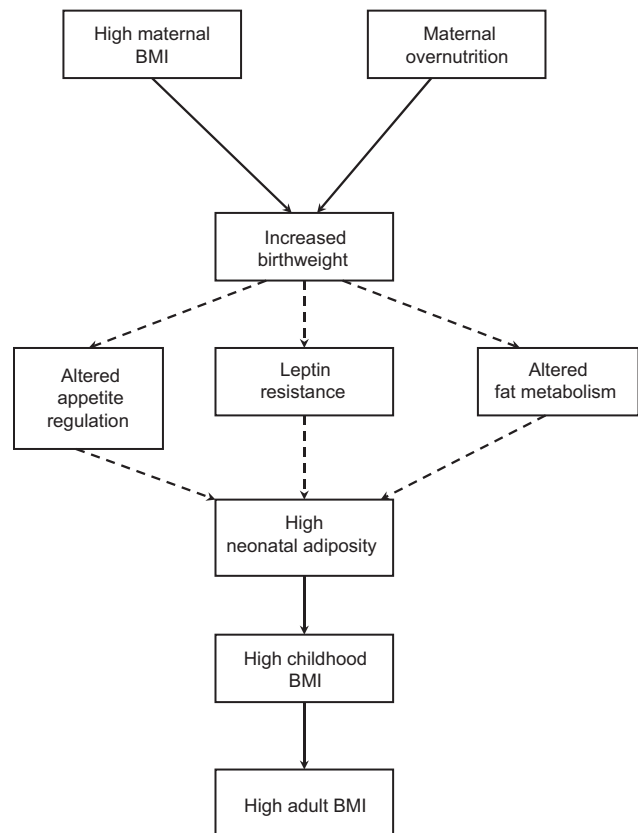 High maternal
BMI
Maternal
overnutrition
Increased
birthweight
Altered
appetite
regulation
Leptin
resistance
Altered
fat metabolism
High
neonatal adiposity
High childhood
BMI
High adult BMI